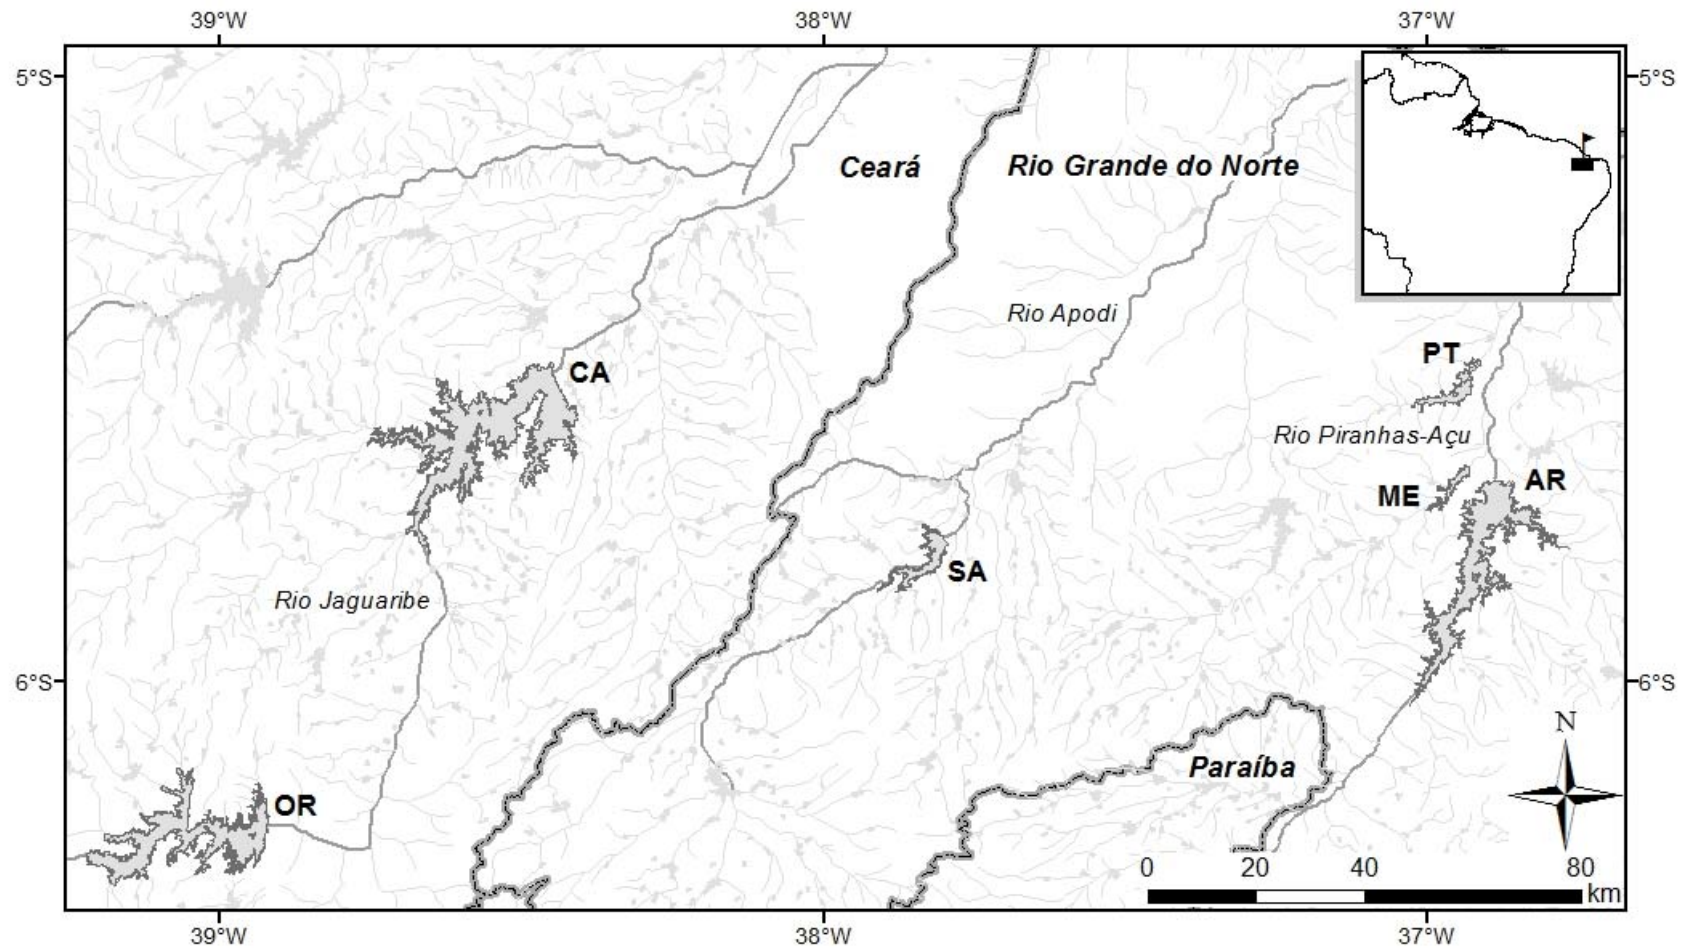 39°W 38°W 37°W
5°S 5°S
Ceará Rio Grande do Norte
Rio Apodi
PT
CA
Rio Piranhas-Açu
AR
ME
SA
Rio Jaguaribe
6°S 6°S
N
Paraíba
OR
0 20 40 80
km
39°W 38°W 37°W